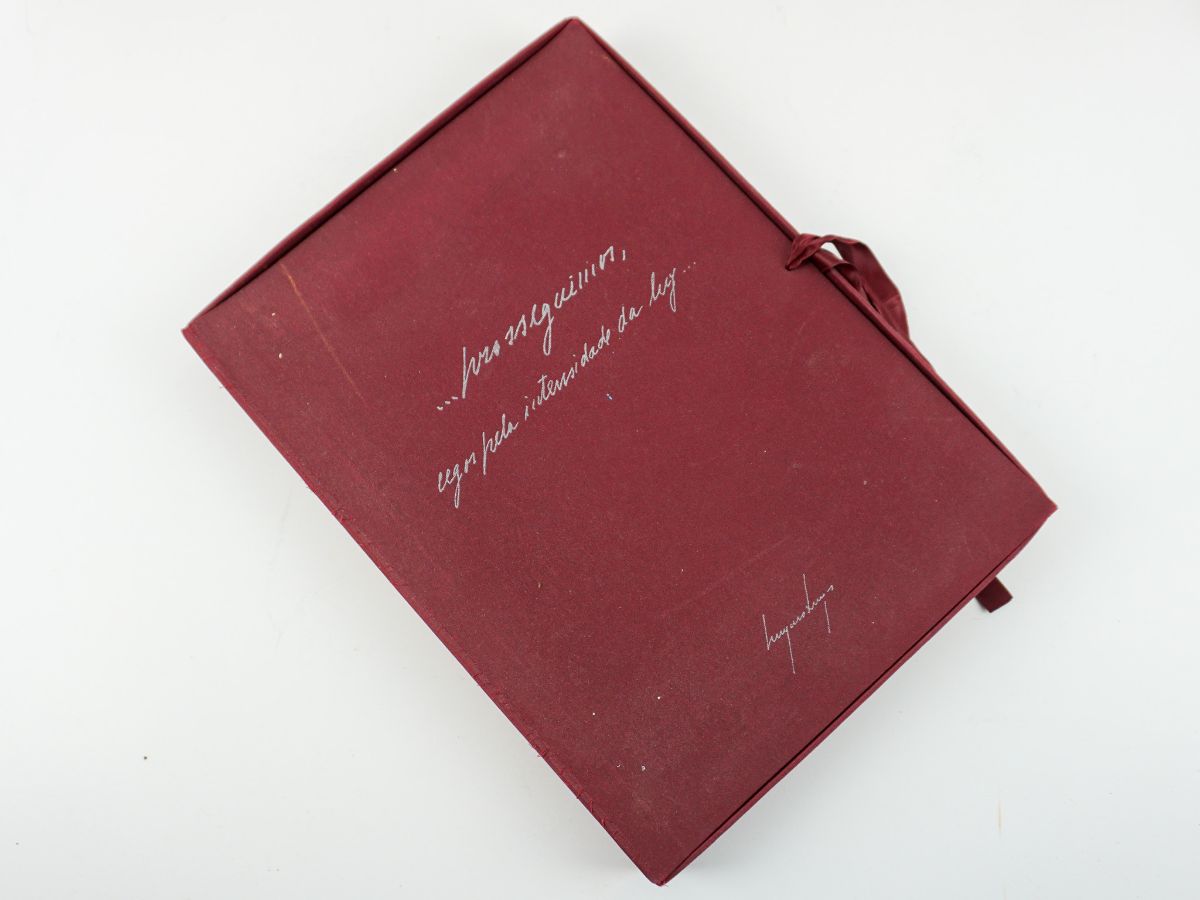 ... prosseguimos,
cegos pela intensidade da luz...